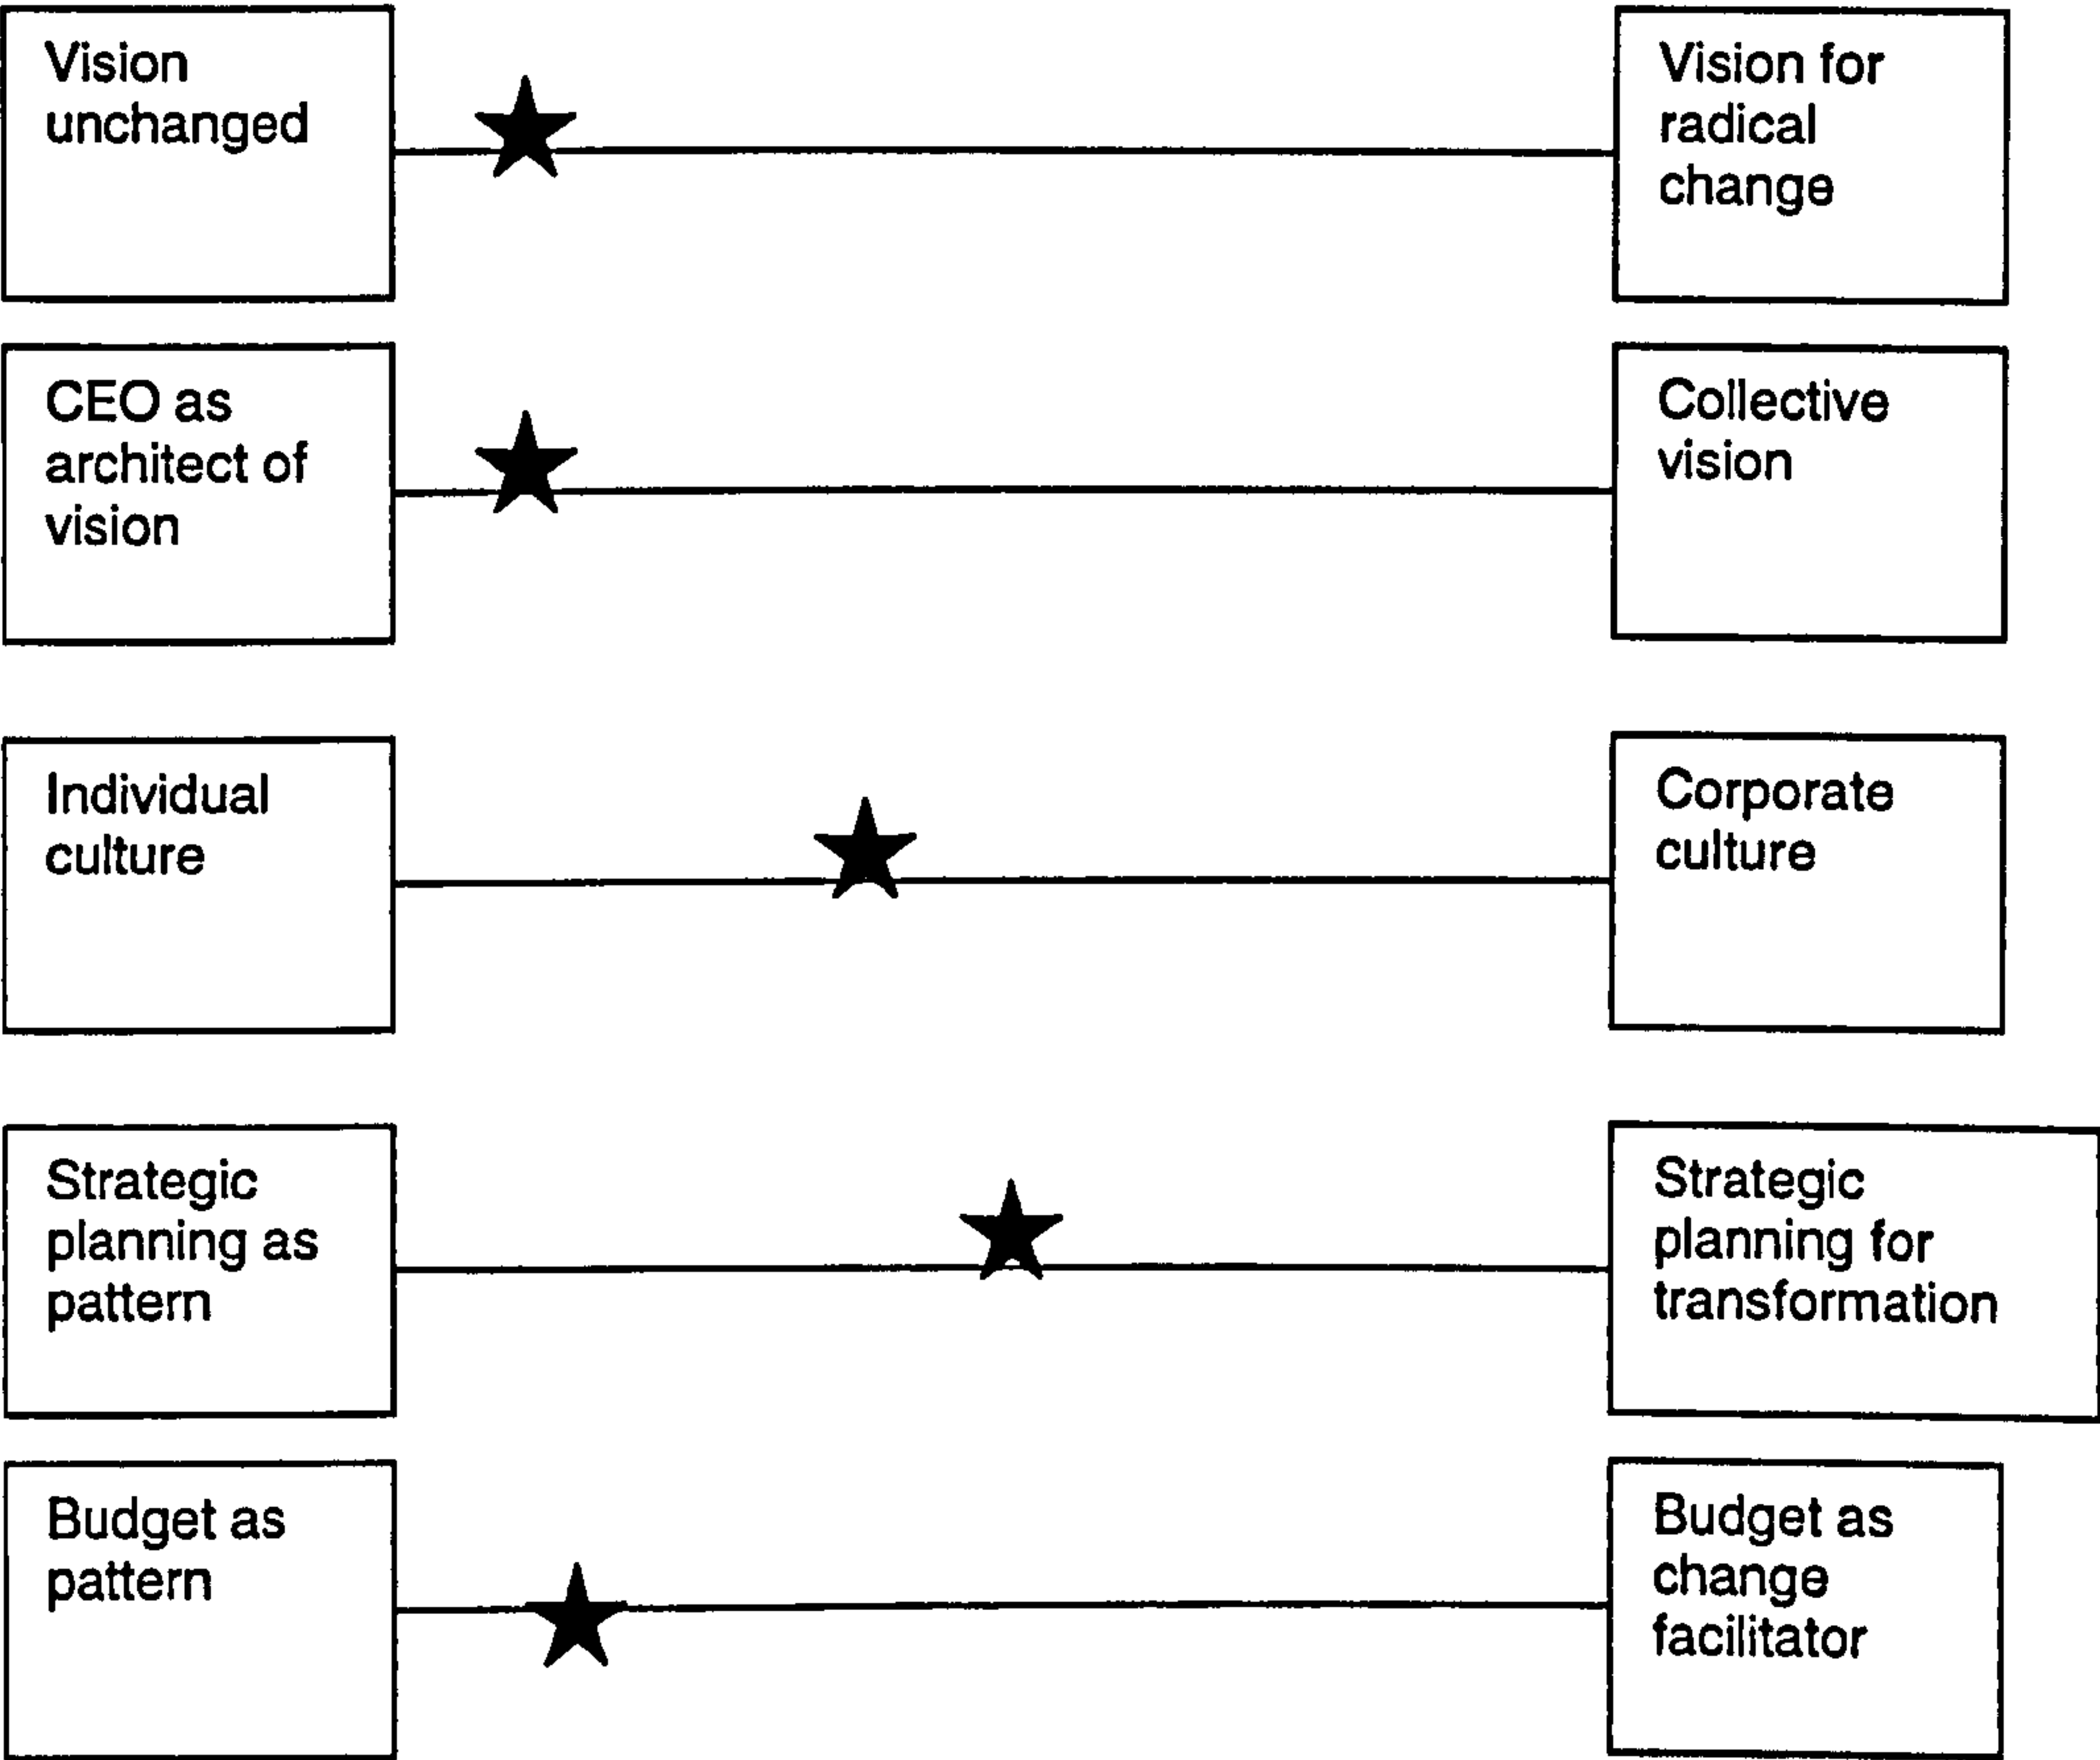 Vision
unchanged
Vision for
radical
change
CEO as
architect of
vision
Collective
vision
Individual
culture
Corporate
culture
Strategic
planning as
pattern
Strategic
planning for
transformation
Budget as
pattern
Budget as
change
facilitator